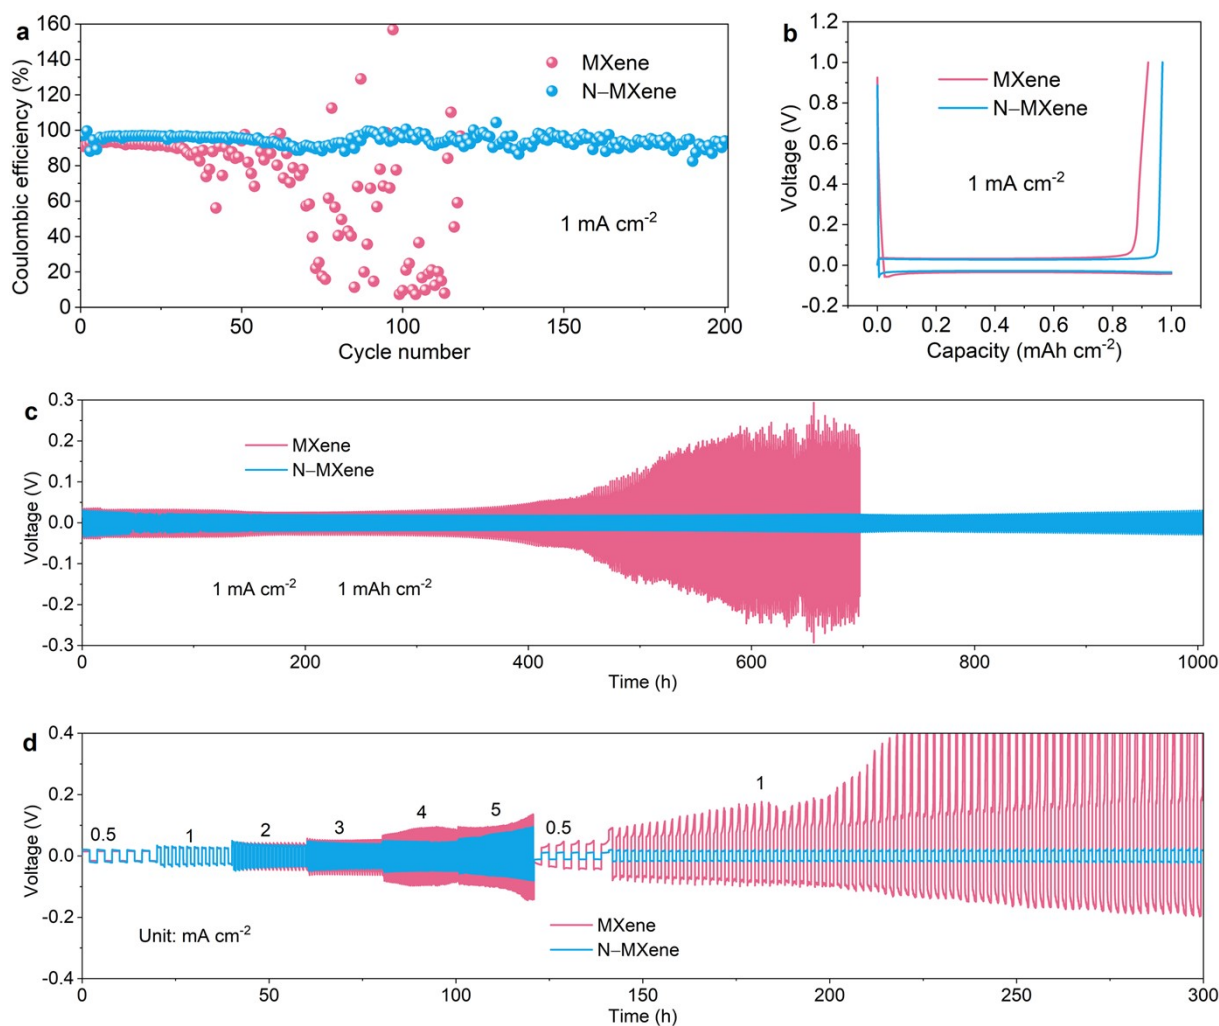 a
160
140
120
100
80
60
40
20
0
Coulombic efficiency (%)
MXene
N–MXene
1 mA cm⁻²
0 50 100 150 200
Cycle number
b
1.2
1.0
0.8
0.6
0.4
0.2
0.0
-0.2
Voltage (V)
MXene
N–MXene
1 mA cm⁻²
0.0 0.2 0.4 0.6 0.8 1.0
Capacity (mAh cm⁻²)
c
0.3
0.2
0.1
0.0
-0.1
-0.2
-0.3
Voltage (V)
MXene
N–MXene
1 mA cm⁻² 1 mAh cm⁻²
0 200 400 600 800 1000
Time (h)
d
0.4
0.2
0.0
-0.2
-0.4
Voltage (V)
0.5 1 2 3 4 5 0.5 1
Unit: mA cm⁻²
MXene
N–MXene
0 50 100 150 200 250 300
Time (h)